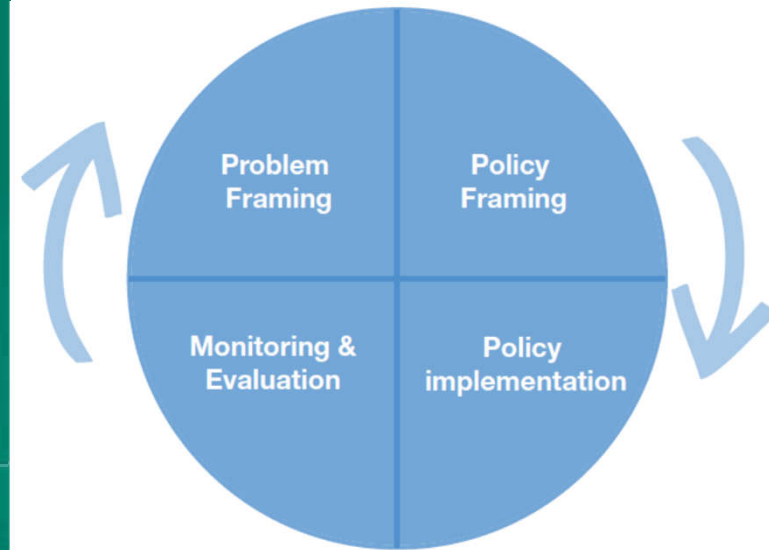 Problem
Framing
Policy
Framing
Monitoring &
Evaluation
Policy
implementation